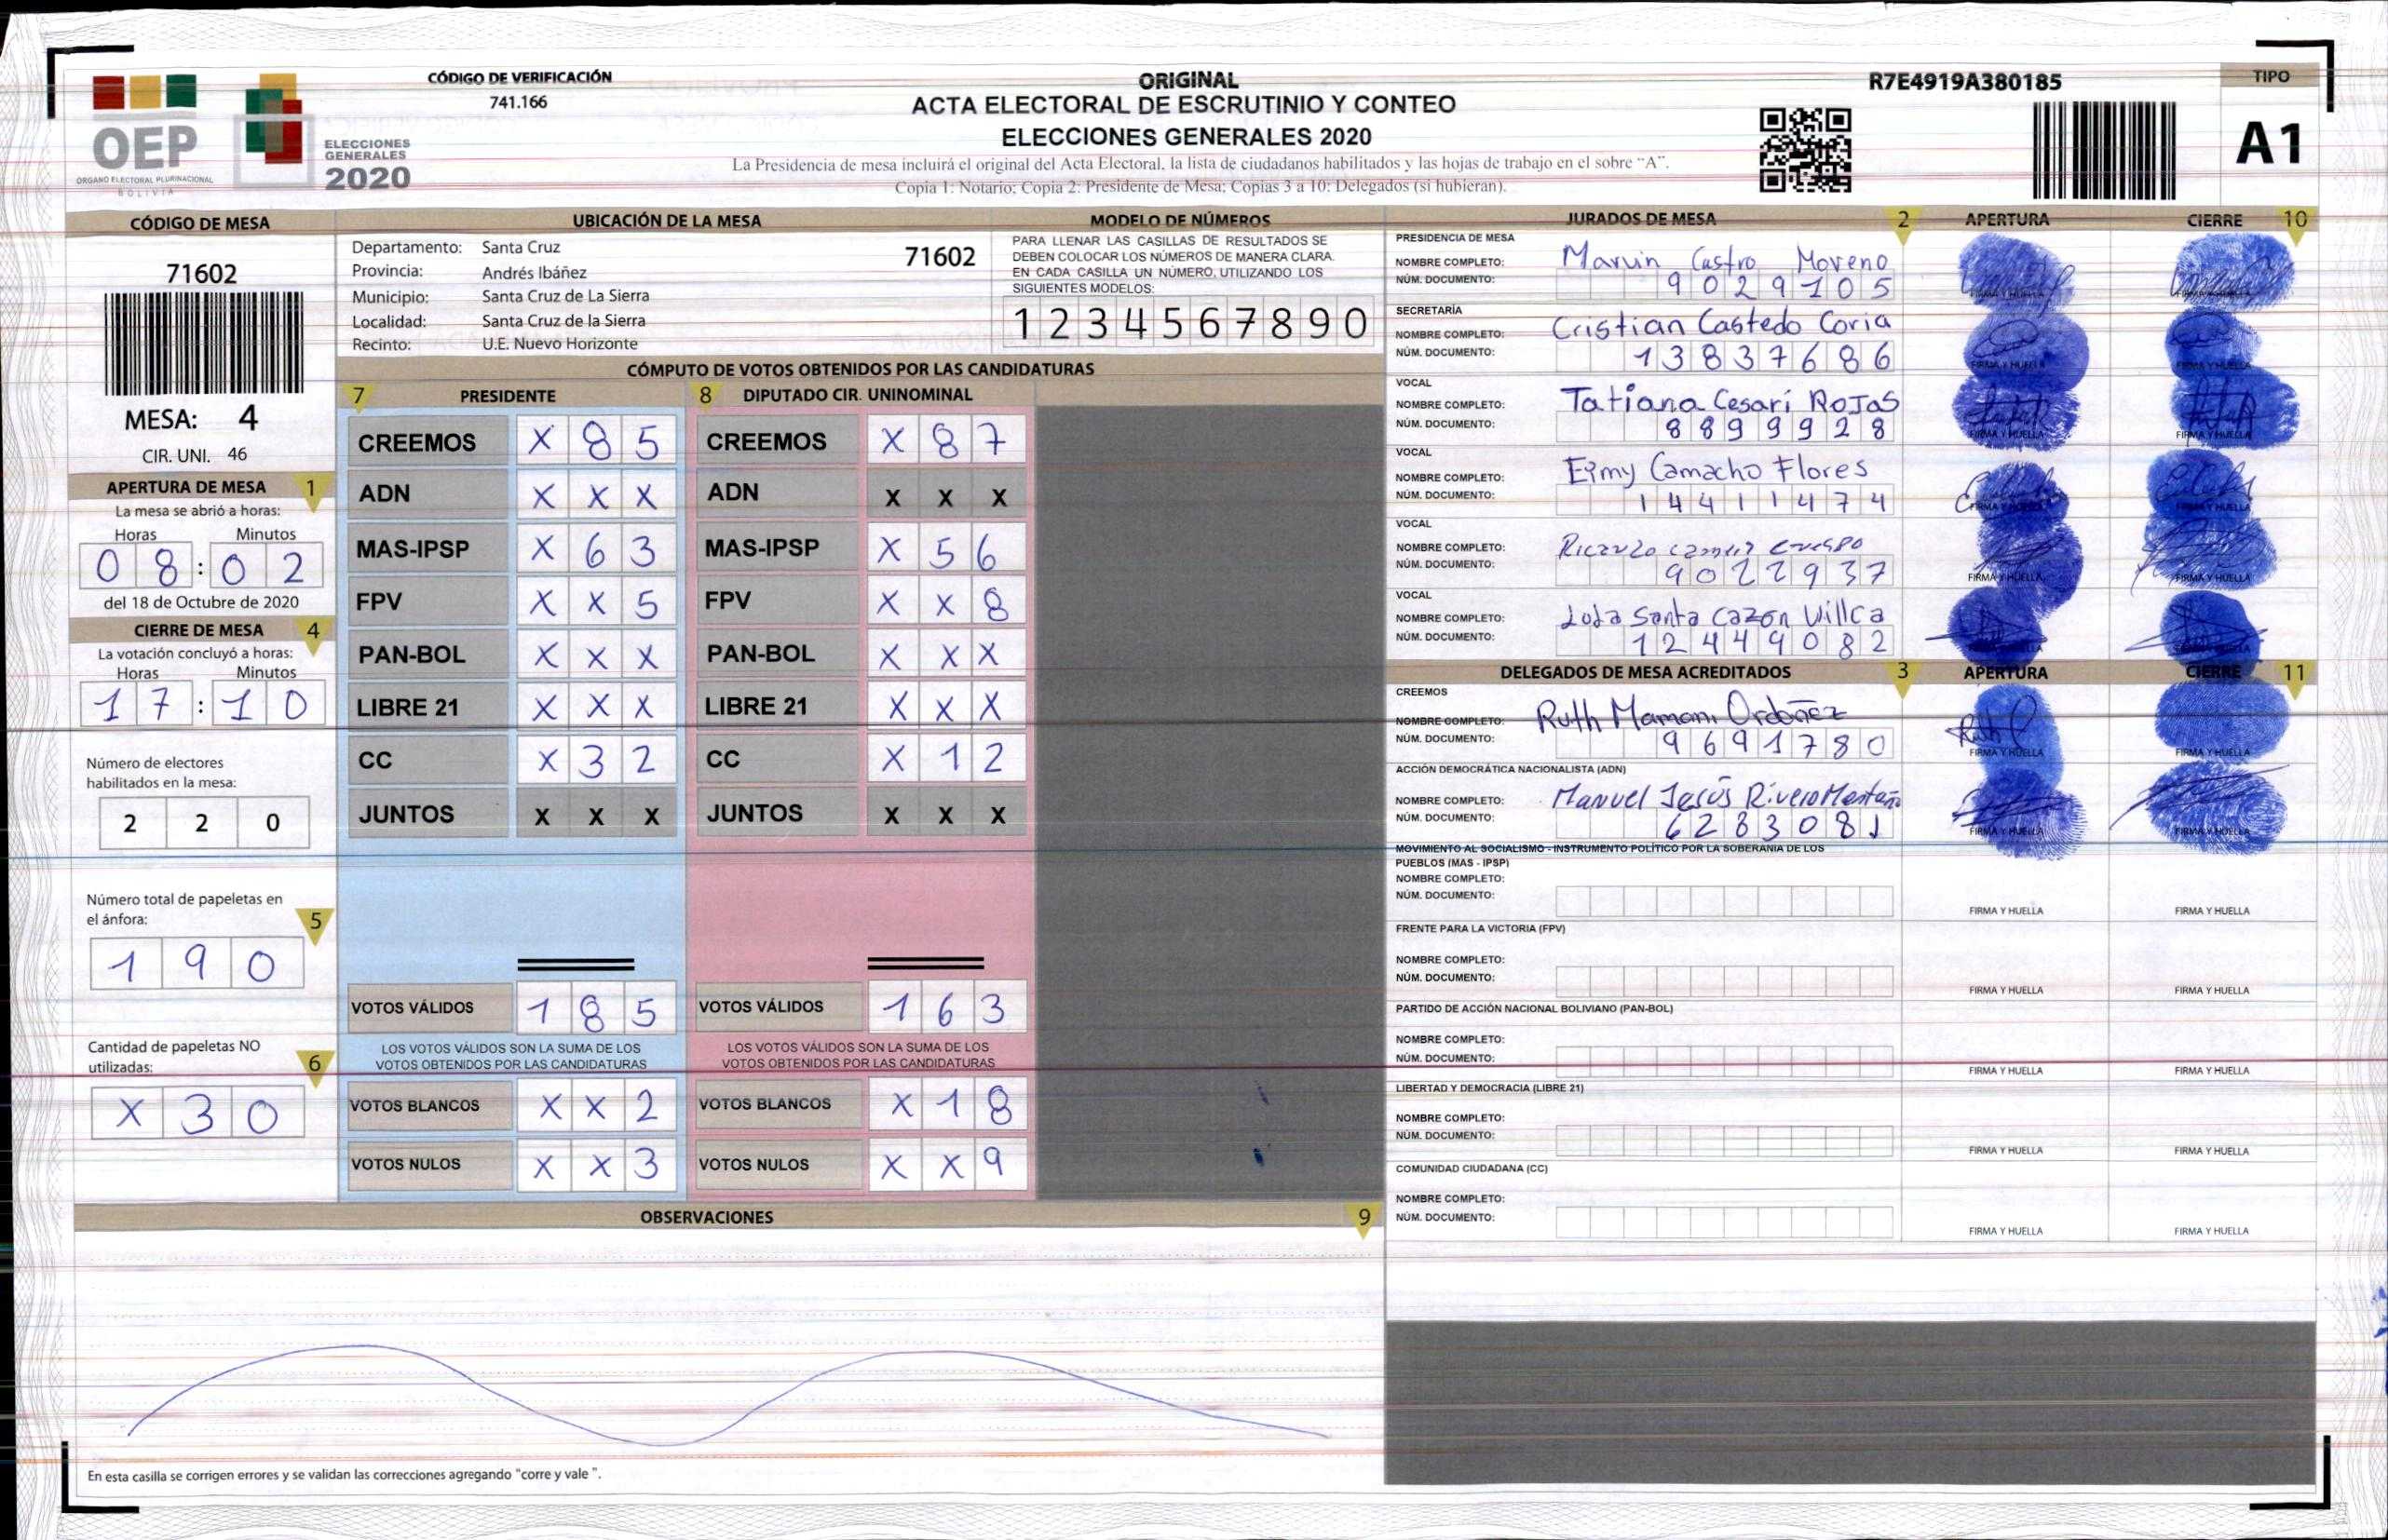 CÓDIGO DE VERIFICACIÓN
741.166
ORIGINAL
ACTA ELECTORAL DE ESCRUTINIO Y CONTEO
ELECCIONES GENERALES 2020
La Presidencia de mesa incluirá el original del Acta Electoral, la lista de ciudadanos habilitados y las hojas de trabajo en el sobre "A".
Copia 1: Notario; Copia 2: Presidente de Mesa; Copias 3 a 10: Delegados (si hubieran).
R7E4919A380185
TIPO
A1
OEP
ORGANO ELECTORAL PLURINACIONAL
BOLIVIA
ELECCIONES
GENERALES
2020
CÓDIGO DE MESA
71602
MESA: 4
CIR. UNI. 46
APERTURA DE MESA 1
La mesa se abrió a horas:
Horas Minutos
0 8 : 0 2
del 18 de Octubre de 2020
CIERRE DE MESA 4
La votación concluyó a horas:
Horas Minutos
1 7 : 1 0
Número de electores
habilitados en la mesa:
2 2 0
Número total de papeletas en
el ánfora: 5
1 9 0
Cantidad de papeletas NO
utilizadas: 6
X 3 0
UBICACIÓN DE LA MESA
Departamento: Santa Cruz 71602
Provincia: Andrés Ibáñez
Municipio: Santa Cruz de La Sierra
Localidad: Santa Cruz de la Sierra
Recinto: U.E. Nuevo Horizonte
MODELO DE NÚMEROS
PARA LLENAR LAS CASILLAS DE RESULTADOS SE
DEBEN COLOCAR LOS NÚMEROS DE MANERA CLARA.
EN CADA CASILLA UN NÚMERO, UTILIZANDO LOS
SIGUIENTES MODELOS:
1 2 3 4 5 6 7 8 9 0
CÓMPUTO DE VOTOS OBTENIDOS POR LAS CANDIDATURAS
7 PRESIDENTE
CREEMOS X 8 5
ADN X X X
MAS-IPSP X 6 3
FPV X X 5
PAN-BOL X X X
LIBRE 21 X X X
CC X 3 2
JUNTOS X X X
VOTOS VÁLIDOS 1 8 5
LOS VOTOS VÁLIDOS SON LA SUMA DE LOS
VOTOS OBTENIDOS POR LAS CANDIDATURAS
VOTOS BLANCOS X X 2
VOTOS NULOS X X 3
8 DIPUTADO CIR. UNINOMINAL
CREEMOS X 8 7
ADN X X X
MAS-IPSP X 5 6
FPV X X 8
PAN-BOL X X X
LIBRE 21 X X X
CC X 1 2
JUNTOS X X X
VOTOS VÁLIDOS 1 6 3
LOS VOTOS VÁLIDOS SON LA SUMA DE LOS
VOTOS OBTENIDOS POR LAS CANDIDATURAS
VOTOS BLANCOS X 1 8
VOTOS NULOS X X 9
OBSERVACIONES 9
En esta casilla se corrigen errores y se validan las correcciones agregando "corre y vale ".
JURADOS DE MESA 2 APERTURA CIERRE 10
PRESIDENCIA DE MESA
NOMBRE COMPLETO: Marvin Castro Moreno
NÚM. DOCUMENTO: 9 0 2 9 1 0 5
FIRMA Y HUELLA FIRMA Y HUELLA
SECRETARÍA
NOMBRE COMPLETO: Cristian Castedo Coria
NÚM. DOCUMENTO: 1 3 8 3 7 6 8 6
FIRMA Y HUELLA FIRMA Y HUELLA
VOCAL
NOMBRE COMPLETO: Tatiana Cesari Rojas
NÚM. DOCUMENTO: 8 8 9 9 9 2 8
FIRMA Y HUELLA FIRMA Y HUELLA
VOCAL
NOMBRE COMPLETO: Eimy Camacho Flores
NÚM. DOCUMENTO: 1 4 4 1 1 4 7 4
FIRMA Y HUELLA FIRMA Y HUELLA
VOCAL
NOMBRE COMPLETO:
NÚM. DOCUMENTO: 9 0 2 2 9 3 7
FIRMA Y HUELLA FIRMA Y HUELLA
VOCAL
NOMBRE COMPLETO: Santa Cazon Villca
NÚM. DOCUMENTO: 1 2 4 4 9 0 8 2
DELEGADOS DE MESA ACREDITADOS 3 APERTURA CIERRE 11
CREEMOS
NOMBRE COMPLETO: Ruth Mamani Ordoñez
NÚM. DOCUMENTO: 9 6 9 1 7 8 0
FIRMA Y HUELLA FIRMA Y HUELLA
ACCIÓN DEMOCRÁTICA NACIONALISTA (ADN)
NOMBRE COMPLETO: Manuel Jesús Rivero Montaño
NÚM. DOCUMENTO: 6 2 8 3 0 8 1
FIRMA Y HUELLA FIRMA Y HUELLA
MOVIMIENTO AL SOCIALISMO - INSTRUMENTO POLÍTICO POR LA SOBERANÍA DE LOS
PUEBLOS (MAS - IPSP)
NOMBRE COMPLETO:
NÚM. DOCUMENTO:
FIRMA Y HUELLA FIRMA Y HUELLA
FRENTE PARA LA VICTORIA (FPV)
NOMBRE COMPLETO:
NÚM. DOCUMENTO:
FIRMA Y HUELLA FIRMA Y HUELLA
PARTIDO DE ACCIÓN NACIONAL BOLIVIANO (PAN-BOL)
NOMBRE COMPLETO:
NÚM. DOCUMENTO:
FIRMA Y HUELLA FIRMA Y HUELLA
LIBERTAD Y DEMOCRACIA (LIBRE 21)
NOMBRE COMPLETO:
NÚM. DOCUMENTO:
FIRMA Y HUELLA FIRMA Y HUELLA
COMUNIDAD CIUDADANA (CC)
NOMBRE COMPLETO:
NÚM. DOCUMENTO:
FIRMA Y HUELLA FIRMA Y HUELLA